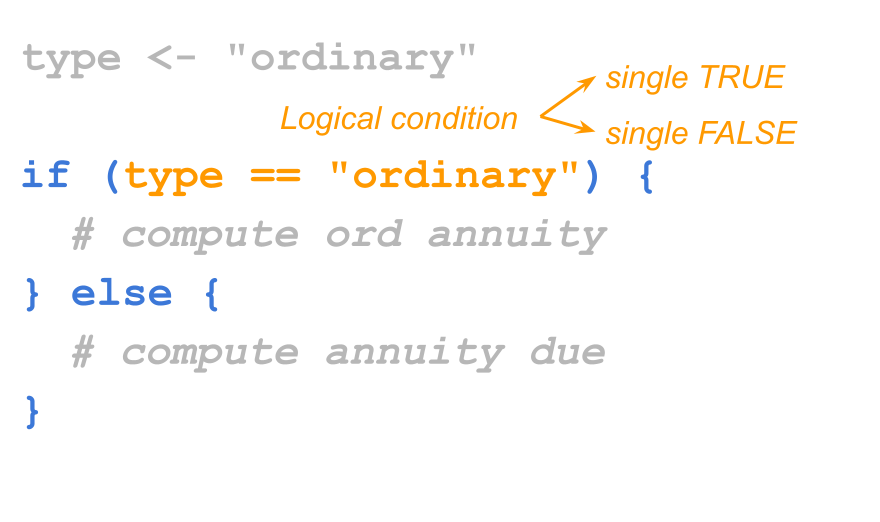 type <- "ordinary"
single TRUE
Logical condition
single FALSE
if (type == "ordinary") {
# compute ord annuity
} else {
# compute annuity due
}